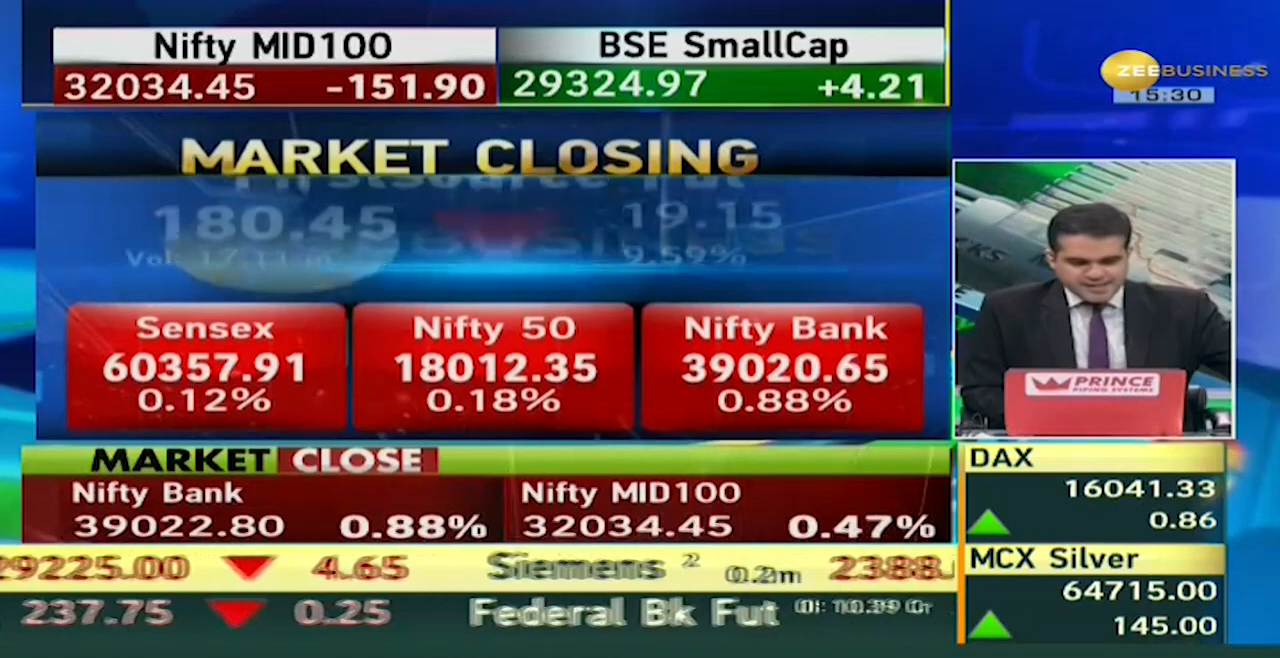 Nifty MID100
32034.45 -151.90
BSE SmallCap
29324.97 +4.21
ZEEBUSINESS
15:30
MARKET CLOSING
180.45 19.15
9.59%
Sensex
60357.91
0.12%
Nifty 50
18012.35
0.18%
Nifty Bank
39020.65
0.88%
PRINCE
PIPING SYSTEMS
MARKET CLOSE
Nifty Bank
39022.80 0.88%
Nifty MID100
32034.45 0.47%
DAX
16041.33
0.86
MCX Silver
64715.00
145.00
29225.00 4.65 Siemens 0.2m 2388
237.75 0.25 Federal Bk Fut